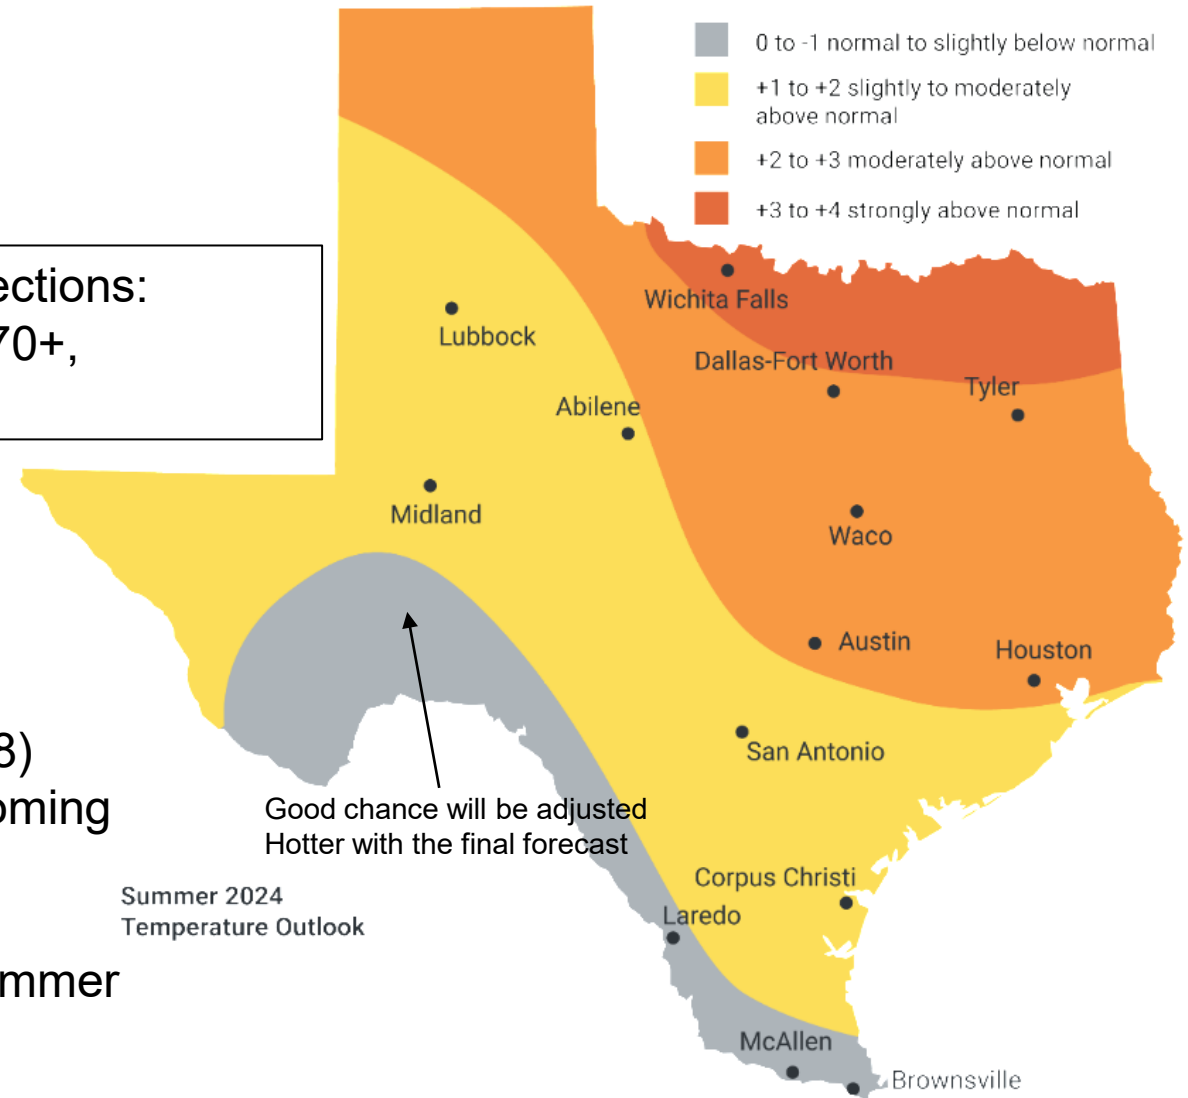 0 to -1 normal to slightly below normal
+1 to +2 slightly to moderately
above normal
+2 to +3 moderately above normal
+3 to +4 strongly above normal
ections:
70+,
Wichita Falls
Lubbock
Dallas-Fort Worth
Tyler
Abilene
Midland
Waco
Austin
Houston
San Antonio
8)
oming
Good chance will be adjusted
Hotter with the final forecast
Corpus Christi
Summer 2024
Temperature Outlook
Laredo
mmer
McAllen
Brownsville